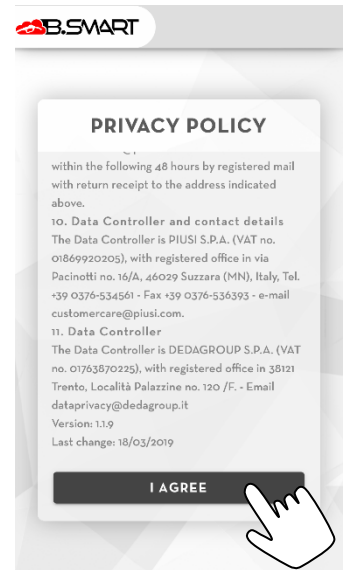 B.SMART
PRIVACY POLICY
within the following 48 hours by registered mail
with return receipt to the address indicated
above.
10. Data Controller and contact details
The Data Controller is PIUSI S.P.A. (VAT no.
01869920205), with registered office in via
Pacinotti no. 16/A, 46029 Suzzara (MN), Italy, Tel.
+39 0376-534561 - Fax +39 0376-536393 - e-mail
customercare@piusi.com.
11. Data Controller
The Data Controller is DEDAGROUP S.P.A. (VAT
no. 01763870225), with registered office in 38121
Trento, Località Palazzine no. 120 /F. - Email
dataprivacy@dedagroup.it
Version: 1.1.9
Last change: 18/03/2019
I AGREE